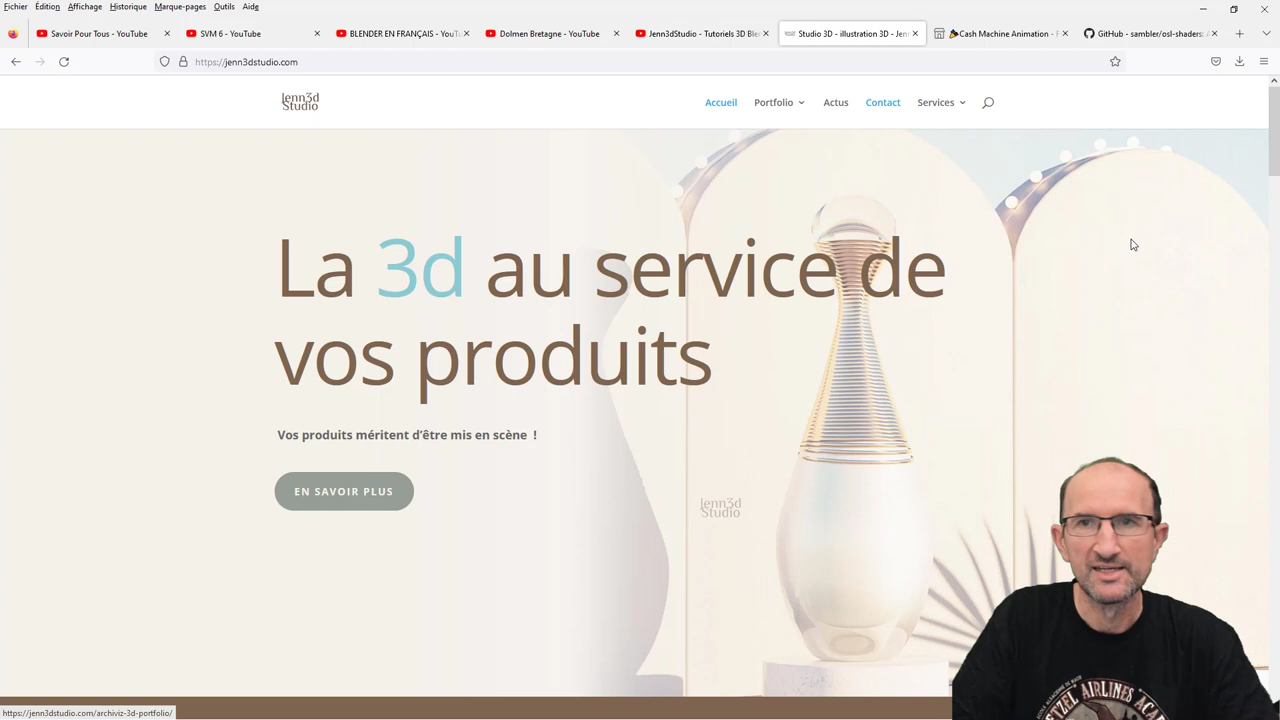 Fichier Édition Affichage Historique Marque-pages Outils Aide
Savoir Pour Tous - YouTube
SVM 6 - YouTube
BLENDER EN FRANÇAIS - YouT
Dolmen Bretagne - YouTube
Jenn3dStudio - Tutoriels 3D Ble
Studio 3D - illustration 3D - Jen
Cash Machine Animation -
GitHub - sambler/osl-shaders:
https://jenn3dstudio.com
Jenn3d
Studio
Accueil Portfolio Actus Contact Services
La 3d au service de
vos produits
Vos produits méritent d'être mis en scène !
EN SAVOIR PLUS
Jenn3d
Studio
AIRLINES
https://jenn3dstudio.com/archiviz-3d-portfolio/